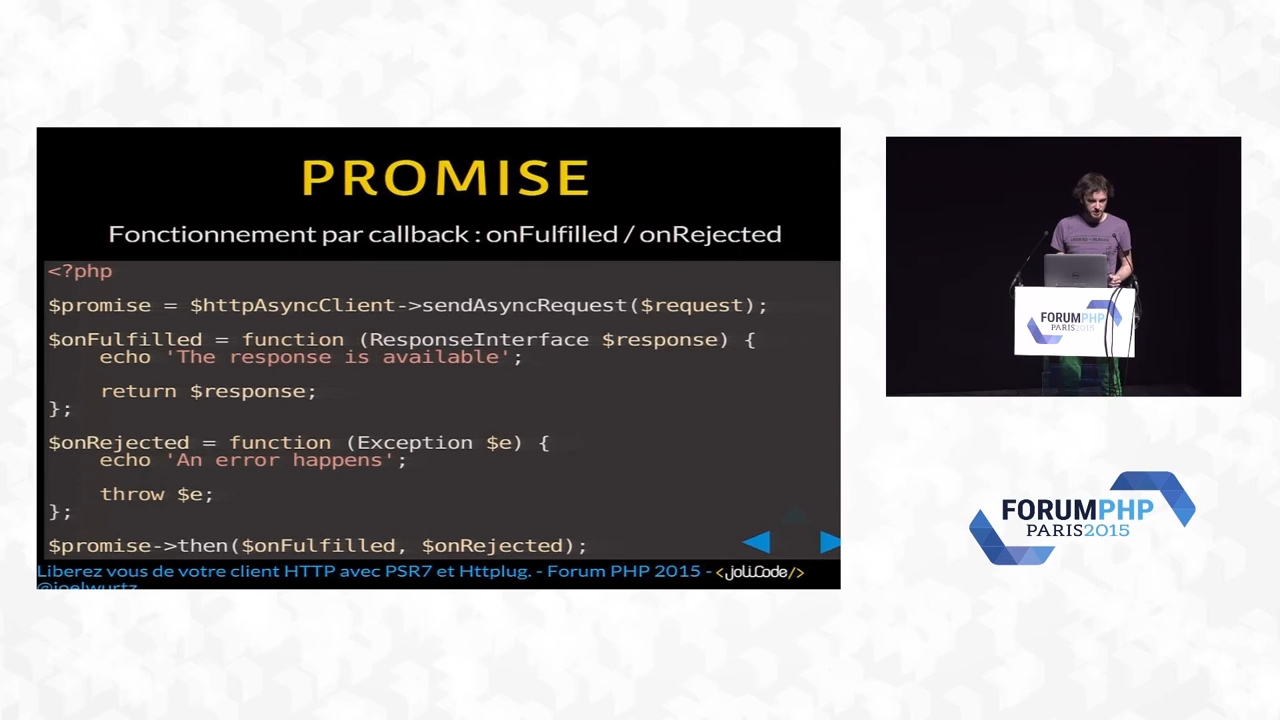 PROMISE
Fonctionnement par callback : onFulfilled / onRejected
<?php
$promise = $httpAsyncClient->sendAsyncRequest($request);
$onFulfilled = function (ResponseInterface $response) {
    echo 'The response is available';
    return $response;
};
$onRejected = function (Exception $e) {
    echo 'An error happens';
    throw $e;
};
$promise->then($onFulfilled, $onRejected);
Liberez vous de votre client HTTP avec PSR7 et Httplug. - Forum PHP 2015 - <joliCode/>
@joelwurtz
FORUMPHP
PARIS2015
FORUMPHP
PARIS2015